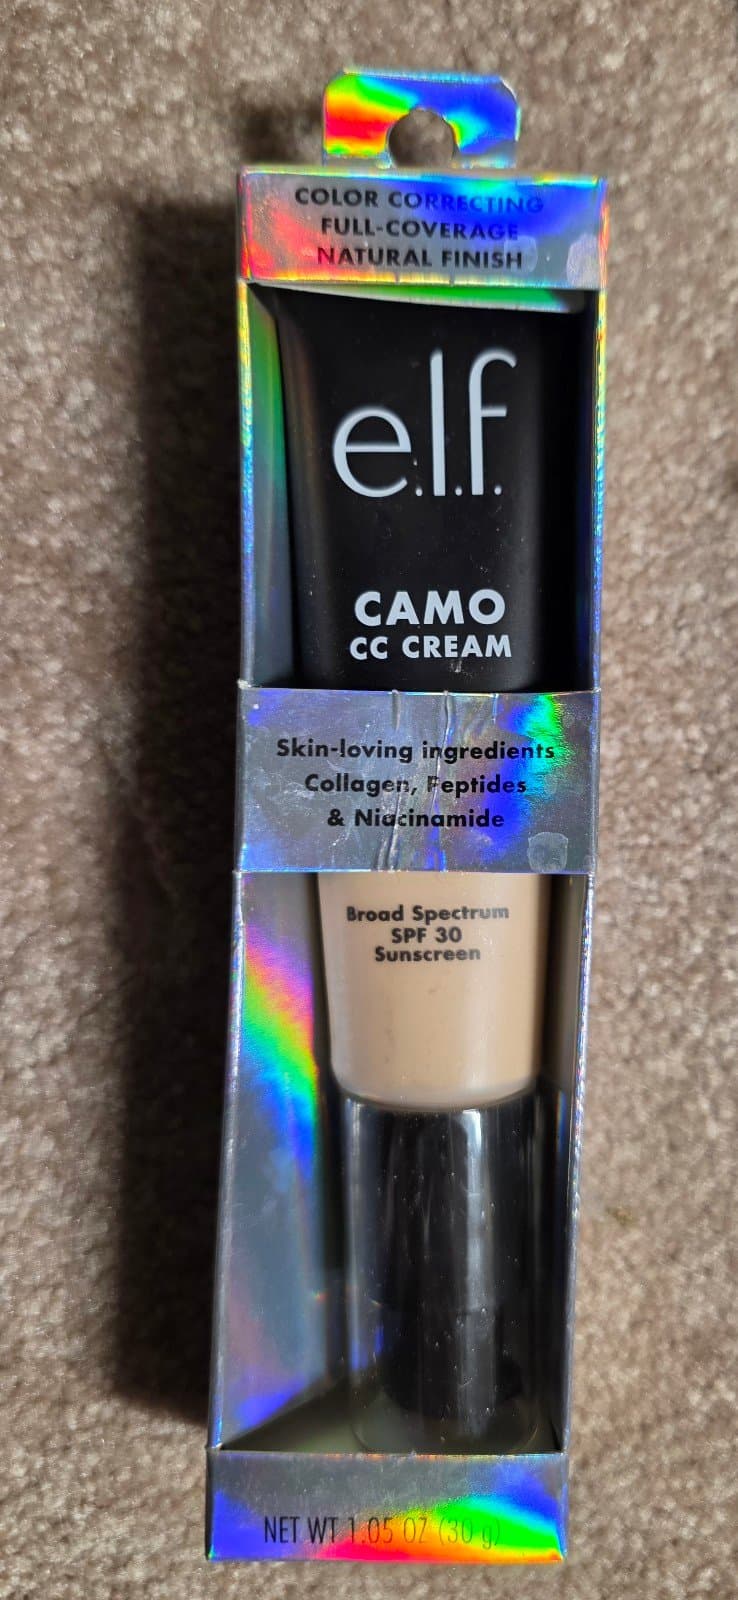 COLOR CORRECTING
FULL-COVERAGE
NATURAL FINISH
e.l.f.
CAMO
CC CREAM
Skin-loving ingredients
Collagen, Peptides
& Niacinamide
Broad Spectrum
SPF 30
Sunscreen
NET WT 1.05 OZ (30 g)